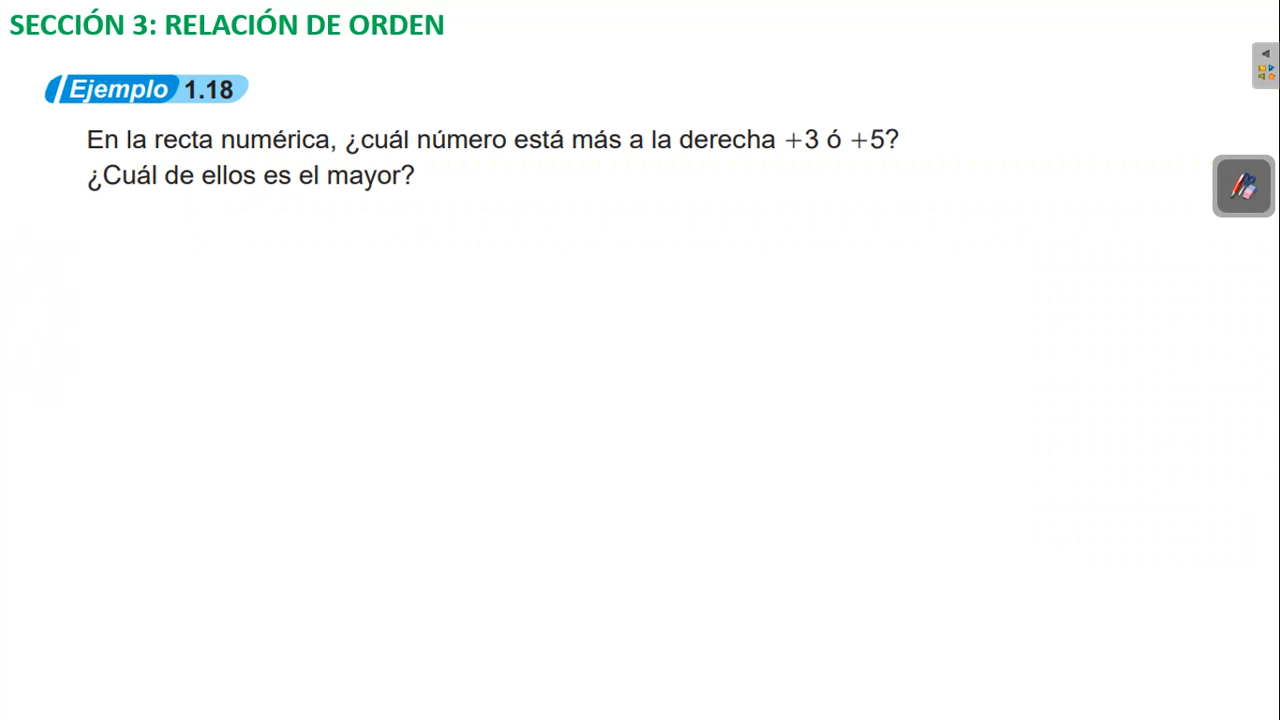 SECCIÓN 3: RELACIÓN DE ORDEN
Ejemplo 1.18
En la recta numérica, ¿cuál número está más a la derecha +3 ó +5?
¿Cuál de ellos es el mayor?